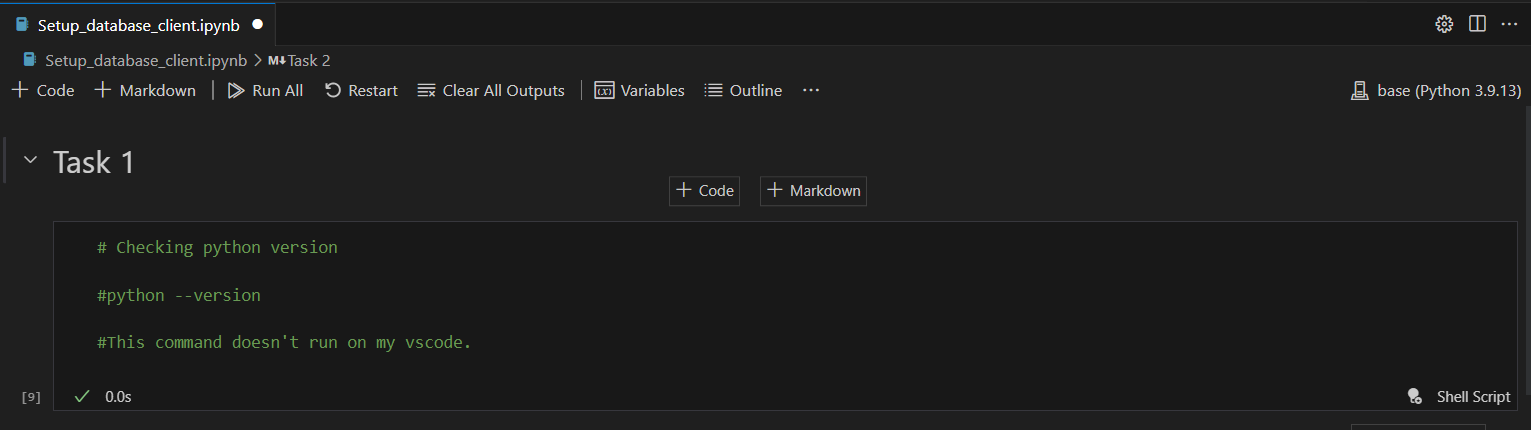 Setup_database_client.ipynb
Setup_database_client.ipynb > M↓Task 2
+ Code + Markdown | Run All Restart Clear All Outputs | Variables Outline ··· base (Python 3.9.13)
Task 1
+ Code + Markdown
# Checking python version
#python --version
#This command doesn't run on my vscode.
[9] 0.0s Shell Script